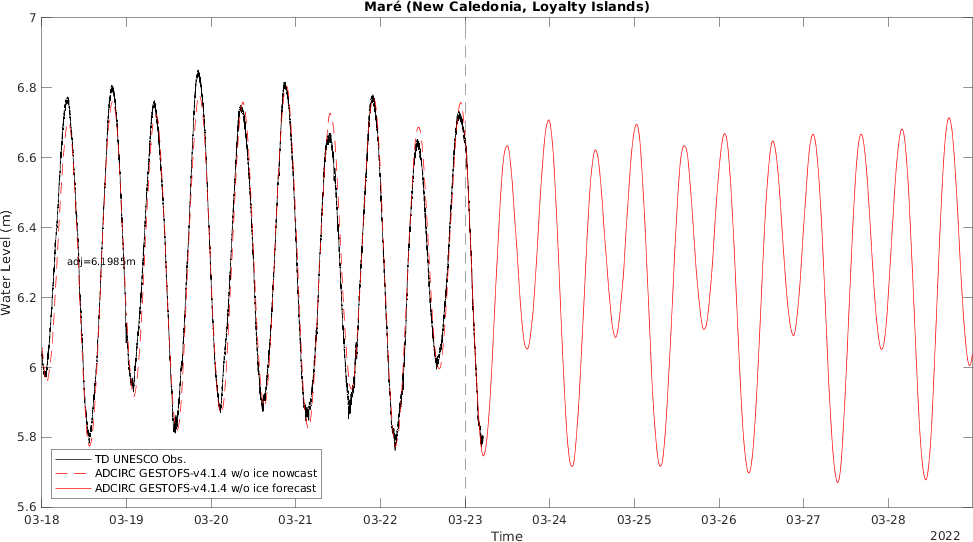 Maré (New Caledonia, Loyalty Islands)
7
6.8
6.6
6.4
6.2
6
5.8
5.6
Water Level (m)
adj=6.1985m
TD UNESCO Obs.
ADCIRC GESTOFS-v4.1.4 w/o ice nowcast
ADCIRC GESTOFS-v4.1.4 w/o ice forecast
03-18 03-19 03-20 03-21 03-22 03-23 03-24 03-25 03-26 03-27 03-28
Time
2022